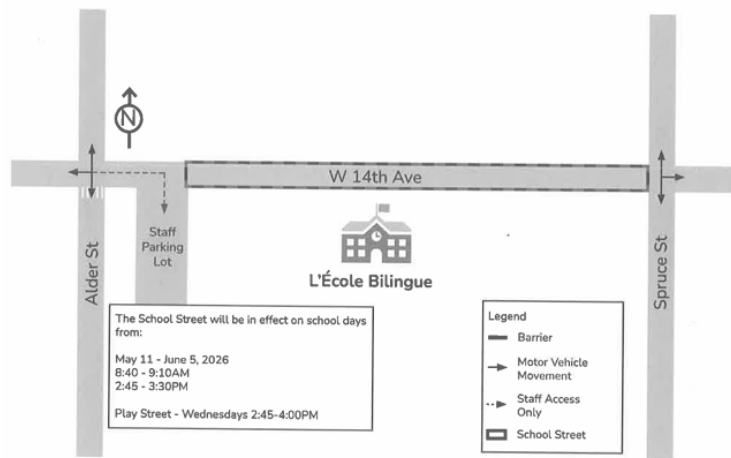 N
W 14th Ave
Staff
Parking
Lot
Alder St
Spruce St
L'École Bilingue
The School Street will be in effect on school days
from:
May 11 - June 5, 2026
8:40 - 9:10AM
2:45 - 3:30PM
Play Street - Wednesdays 2:45-4:00PM
Legend
Barrier
Motor Vehicle
Movement
Staff Access
Only
School Street